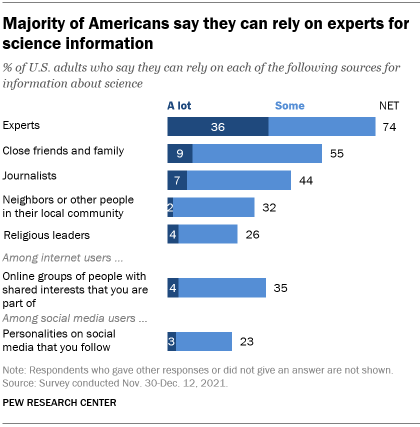 Majority of Americans say they can rely on experts for
science information
% of U.S. adults who say they can rely on each of the following sources for
information about science
A lot Some NET
Experts 36 74
Close friends and family 9 55
Journalists 7 44
Neighbors or other people
in their local community 2 32
Religious leaders 4 26
Among internet users ...
Online groups of people with
shared interests that you are 4 35
part of
Among social media users ...
Personalities on social
media that you follow 3 23
Note: Respondents who gave other responses or did not give an answer are not shown.
Source: Survey conducted Nov. 30-Dec. 12, 2021.
PEW RESEARCH CENTER